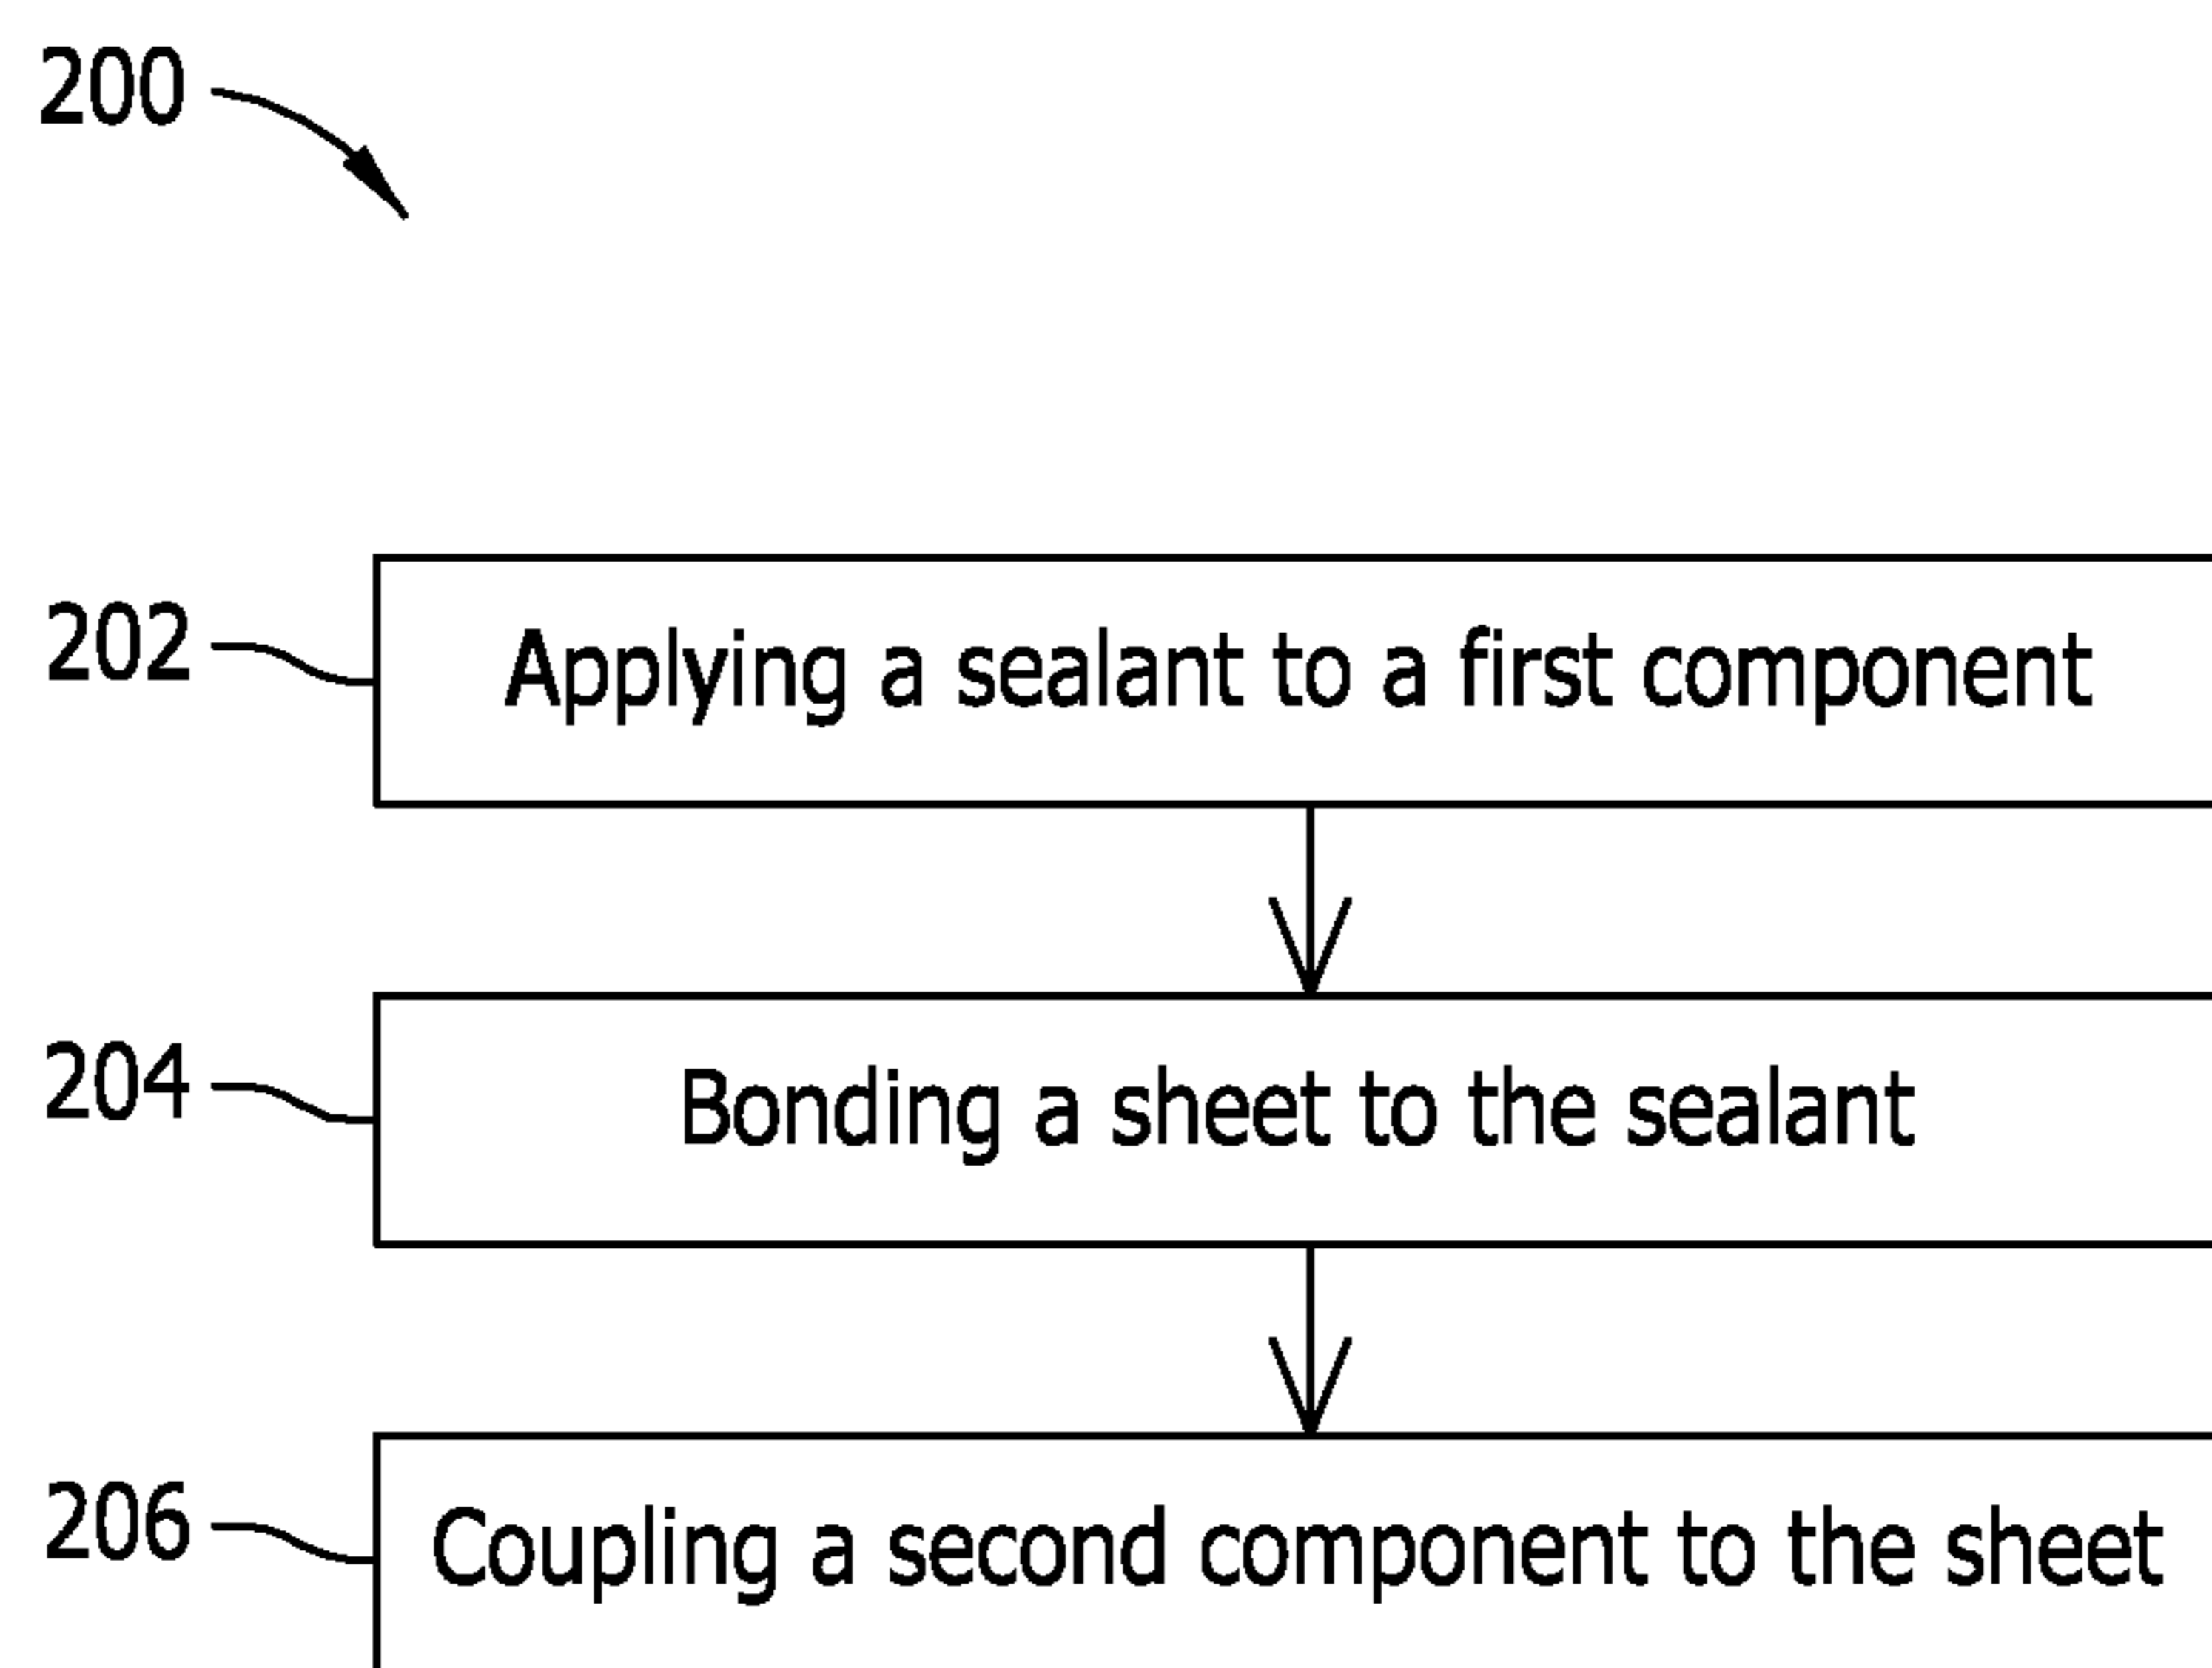 200
202 Applying a sealant to a first component
204 Bonding a sheet to the sealant
206 Coupling a second component to the sheet